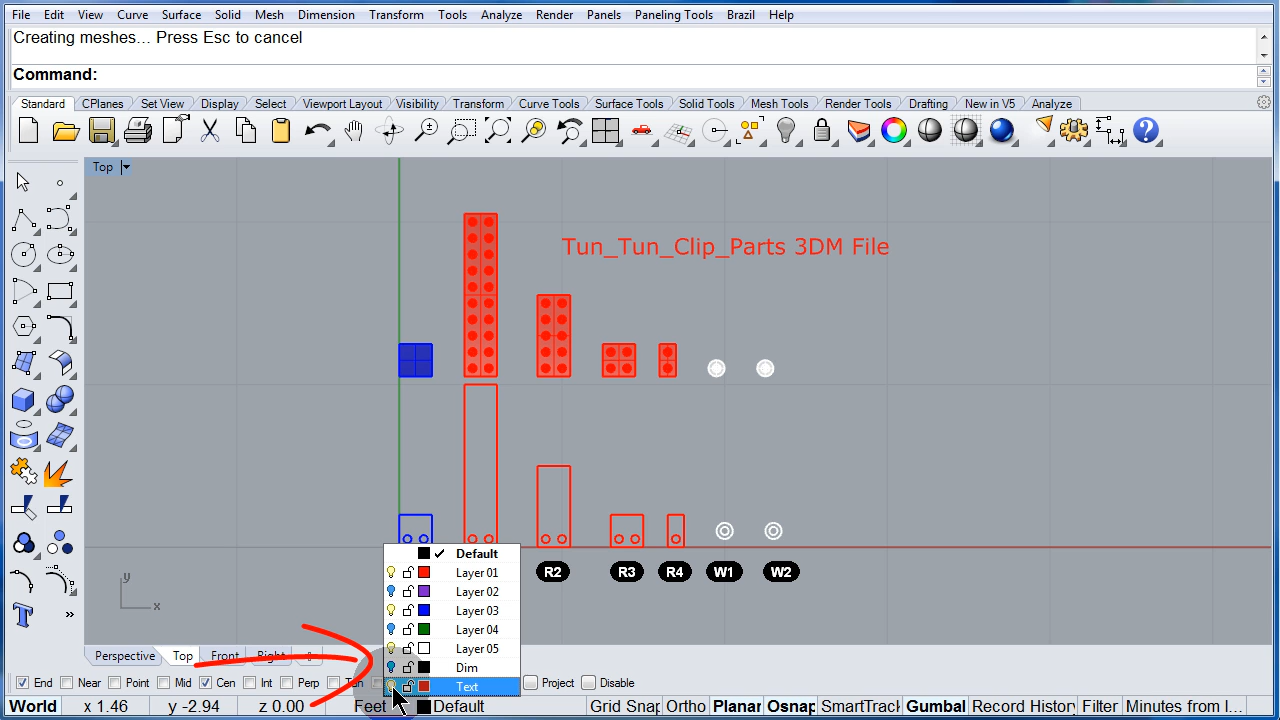 File Edit View Curve Surface Solid Mesh Dimension Transform Tools Analyze Render Panels Paneling Tools Brazil Help
Creating meshes... Press Esc to cancel
Command:
Standard CPlanes Set View Display Select Viewport Layout Visibility Transform Curve Tools Surface Tools Solid Tools Mesh Tools Render Tools Drafting New in V5 Analyze
Top
Tun_Tun_Clip_Parts 3DM File
R2 R3 R4 W1 W2
Default
Layer 01
Layer 02
Layer 03
Layer 04
Layer 05
Dim
Text
y
x
Perspective Top Front Right
End Near Point Mid Cen Int Perp Tan Project Disable
World x 1.46 y -2.94 z 0.00 Feet Default Grid Snap Ortho Planar Osnap SmartTrack Gumbal Record History Filter Minutes from l...